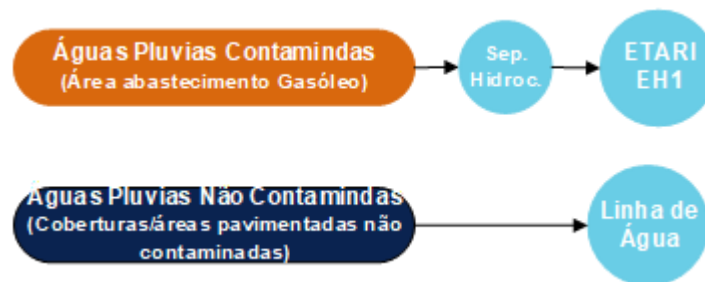 Águas Pluvias Contamindas
(Área abastecimento Gasóleo)
Sep.
Hidroc.
ETARI
EH1
Águas Pluvias Não Contamindas
(Coberturas/áreas pavimentadas não
contaminadas)
Linha de
Água